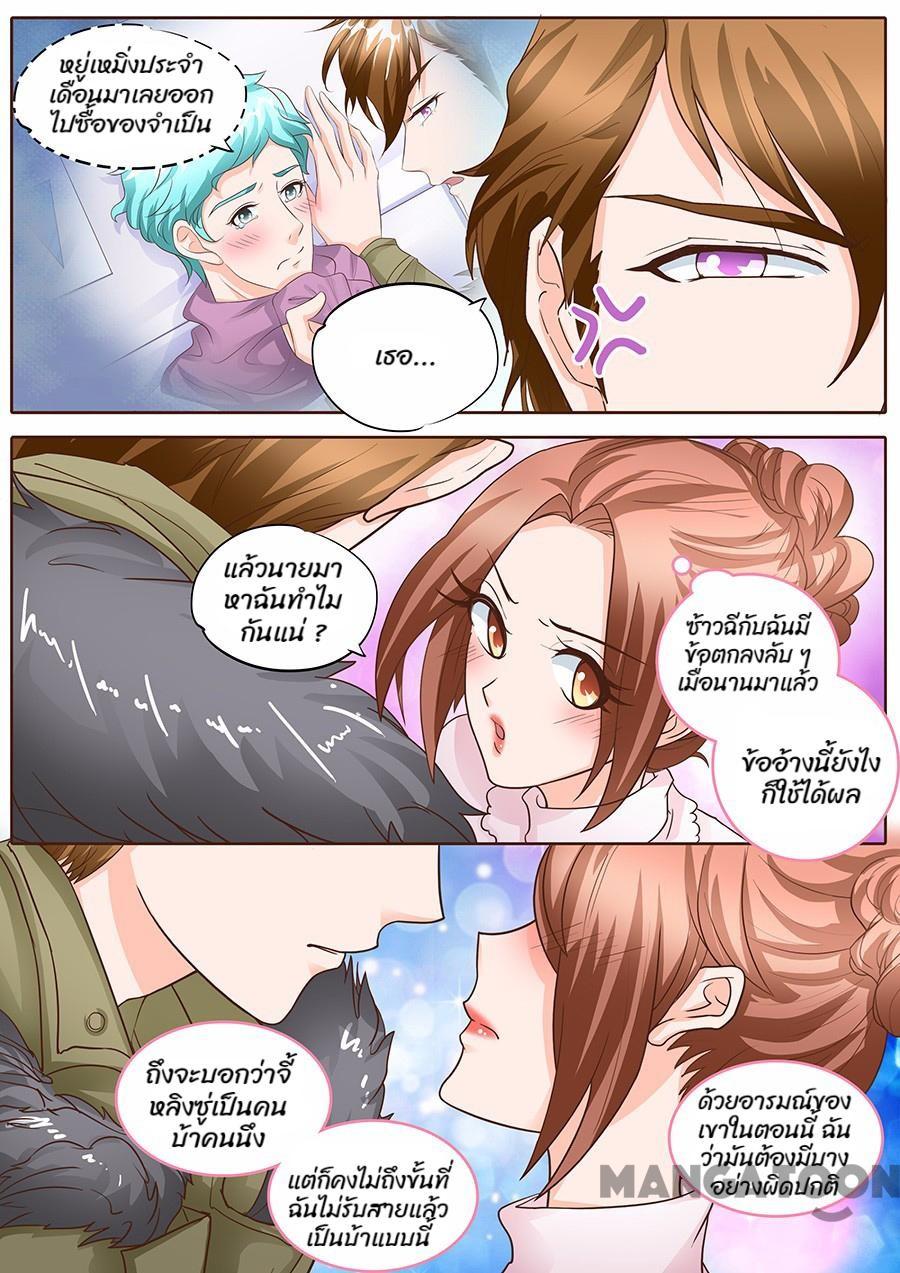 หยู่เหมิ่งประจำ
เดือนมาเลยออก
ไปซื้อของจำเป็น
เธอ...
แล้วนายมา
หาฉันทำไม
กันแน่ ?
ซ้าวฉีกับฉันมี
ข้อตกลงลับ ๆ
เมื่อนานมาแล้ว
ข้ออ้างนี้ยังไง
ก็ใช้ได้ผล
ถึงจะบอกว่าจี้
หลิงซู่เป็นคน
บ้าคนนึง
แต่ก็คงไม่ถึงขั้นที่
ฉันไม่รับสายแล้ว
เป็นบ้าแบบนี้
ด้วยอารมณ์ของ
เขาในตอนนี้ ฉัน
ว่ามันต้องมีบาง
อย่างผิดปกติ
MANGATOON